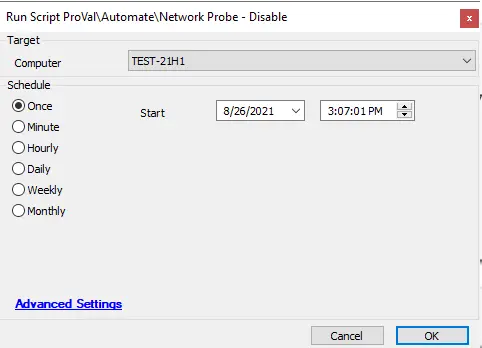 Run Script ProVal\Automate\Network Probe - Disable
x
Target
Computer
TEST-21H1
Schedule
Once
Start
8/26/2021
3:07:01 PM
Minute
Hourly
Daily
Weekly
Monthly
Advanced Settings
Cancel
OK